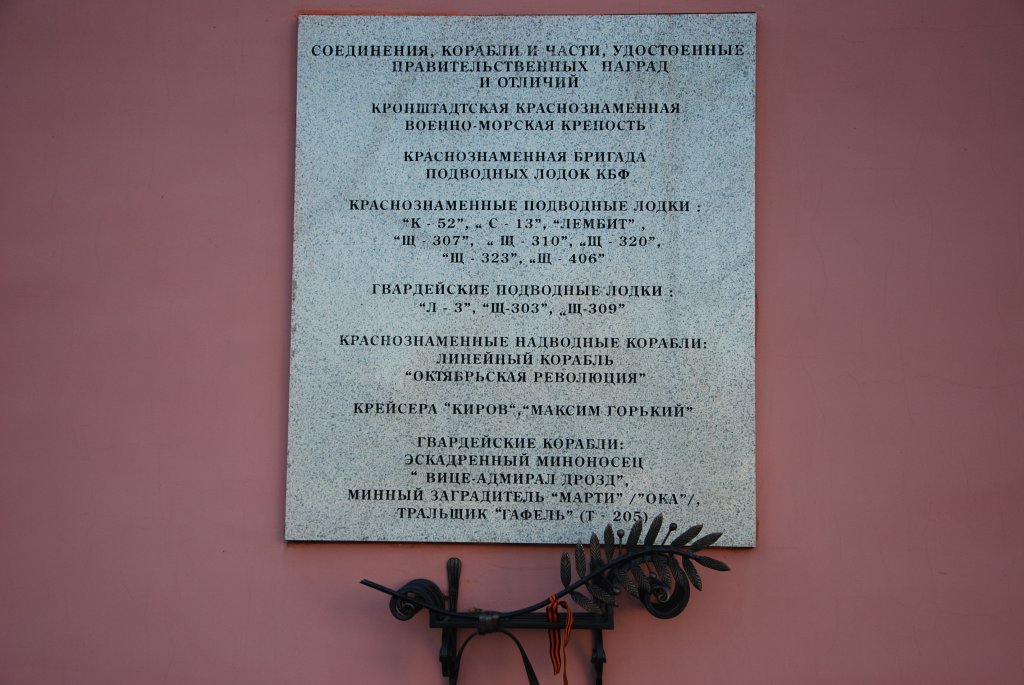 СОЕДИНЕНИЯ, КОРАБЛИ И ЧАСТИ, УДОСТОЕННЫЕ
ПРАВИТЕЛЬСТВЕННЫХ НАГРАД
И ОТЛИЧИЙ
КРОНШТАДТСКАЯ КРАСНОЗНАМЕННАЯ
ВОЕННО-МОРСКАЯ КРЕПОСТЬ
КРАСНОЗНАМЕННАЯ БРИГАДА
ПОДВОДНЫХ ЛОДОК КБФ
КРАСНОЗНАМЕННЫЕ ПОДВОДНЫЕ ЛОДКИ :
“К - 52”, „ С - 13”, “ЛЕМБИТ” ,
“Щ - 307”, „ Щ - 310”, „Щ - 320”,
“Щ - 323”, „Щ - 406”
ГВАРДЕЙСКИЕ ПОДВОДНЫЕ ЛОДКИ :
“Л - 3”, “Щ-303”, „Щ-309”
КРАСНОЗНАМЕННЫЕ НАДВОДНЫЕ КОРАБЛИ:
ЛИНЕЙНЫЙ КОРАБЛЬ
“ОКТЯБРЬСКАЯ РЕВОЛЮЦИЯ”
КРЕЙСЕРА “КИРОВ“,“МАКСИМ ГОРЬКИЙ”
ГВАРДЕЙСКИЕ КОРАБЛИ:
ЭСКАДРЕННЫЙ МИНОНОСЕЦ
“ ВИЦЕ-АДМИРАЛ ДРОЗД”,
МИННЫЙ ЗАГРАДИТЕЛЬ “МАРТИ” /”ОКА”/,
ТРАЛЬЩИК “ГАФЕЛЬ” (Т - 205)